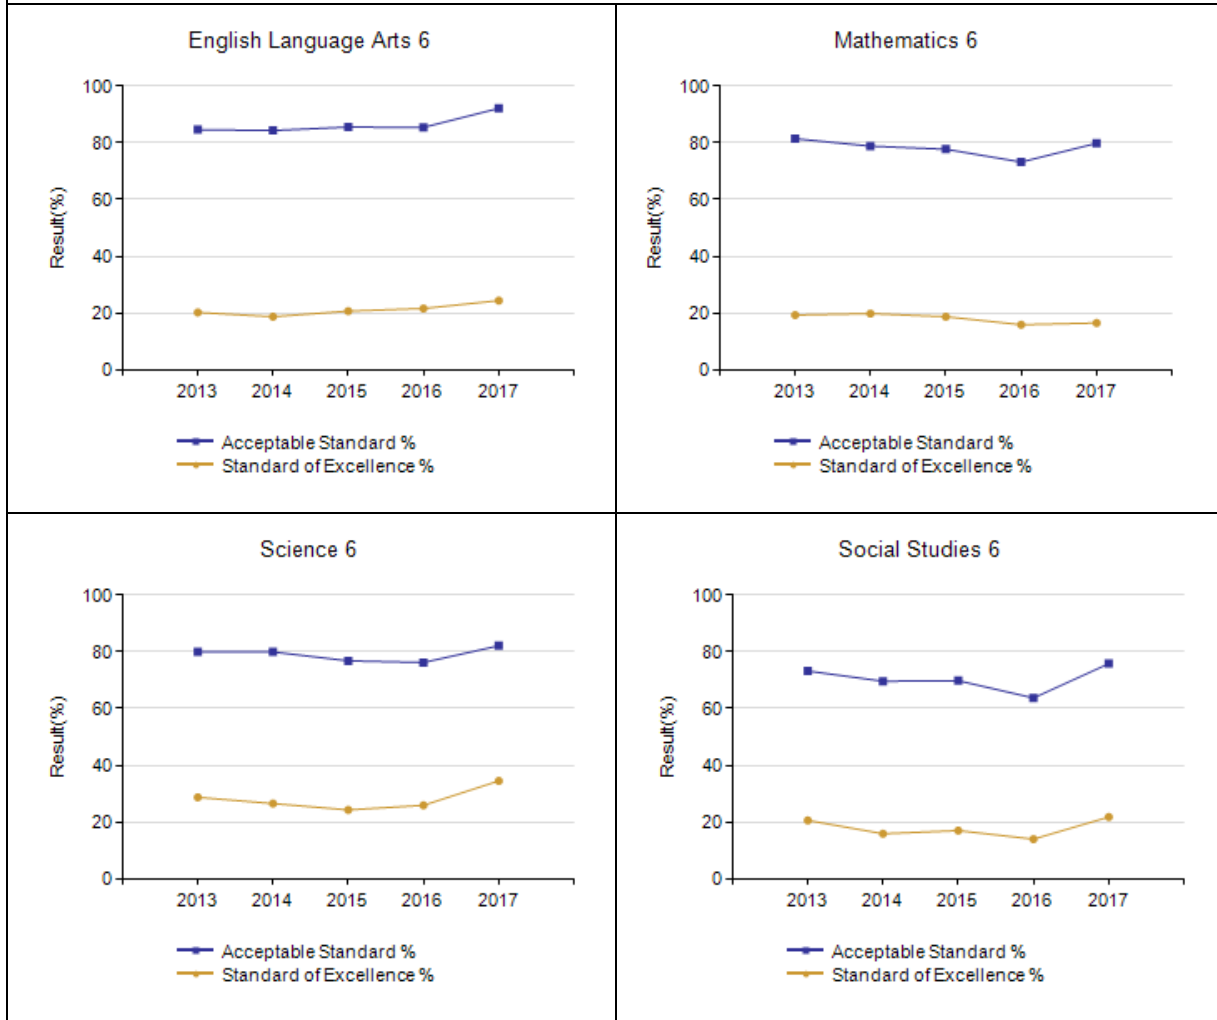 English Language Arts 6
100
80
60
40
20
0
Result(%)
2013 2014 2015 2016 2017
Acceptable Standard %
Standard of Excellence %
Mathematics 6
100
80
60
40
20
0
Result(%)
2013 2014 2015 2016 2017
Acceptable Standard %
Standard of Excellence %
Science 6
100
80
60
40
20
0
Result(%)
2013 2014 2015 2016 2017
Acceptable Standard %
Standard of Excellence %
Social Studies 6
100
80
60
40
20
0
Result(%)
2013 2014 2015 2016 2017
Acceptable Standard %
Standard of Excellence %